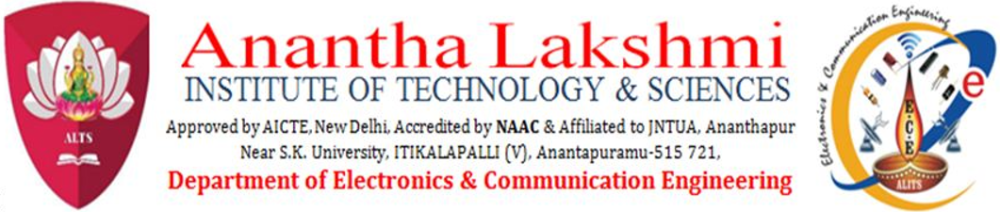 ALTS
Anantha Lakshmi
INSTITUTE OF TECHNOLOGY & SCIENCES
Approved by AICTE, New Delhi, Accredited by NAAC & Affiliated to JNTUA, Ananthapur
Near S.K. University, ITIKALAPALLI (V), Anantapuramu-515 721,
Department of Electronics & Communication Engineering
Electronics & Communication Engineering
e
E.C.E
ALITS